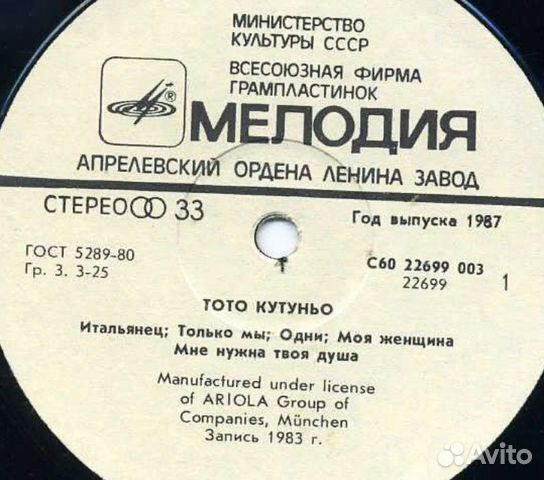 МИНИСТЕРСТВО
КУЛЬТУРЫ СССР
ВСЕСОЮЗНАЯ ФИРМА
ГРАМПЛАСТИНОК
®
МЕЛОДИЯ
АПРЕЛЕВСКИЙ ОРДЕНА ЛЕНИНА ЗАВОД
СТЕРЕО 33
Год выпуска 1987
ГОСТ 5289-80
Гр. 3. 3-25
С60 22699 003
22699
1
ТОТО КУТУНЬО
Итальянец; Только мы; Одни; Моя женщина
Мне нужна твоя душа
Manufactured under license
of ARIOLA Group of
Companies, München
Запись 1983 г.
Avito